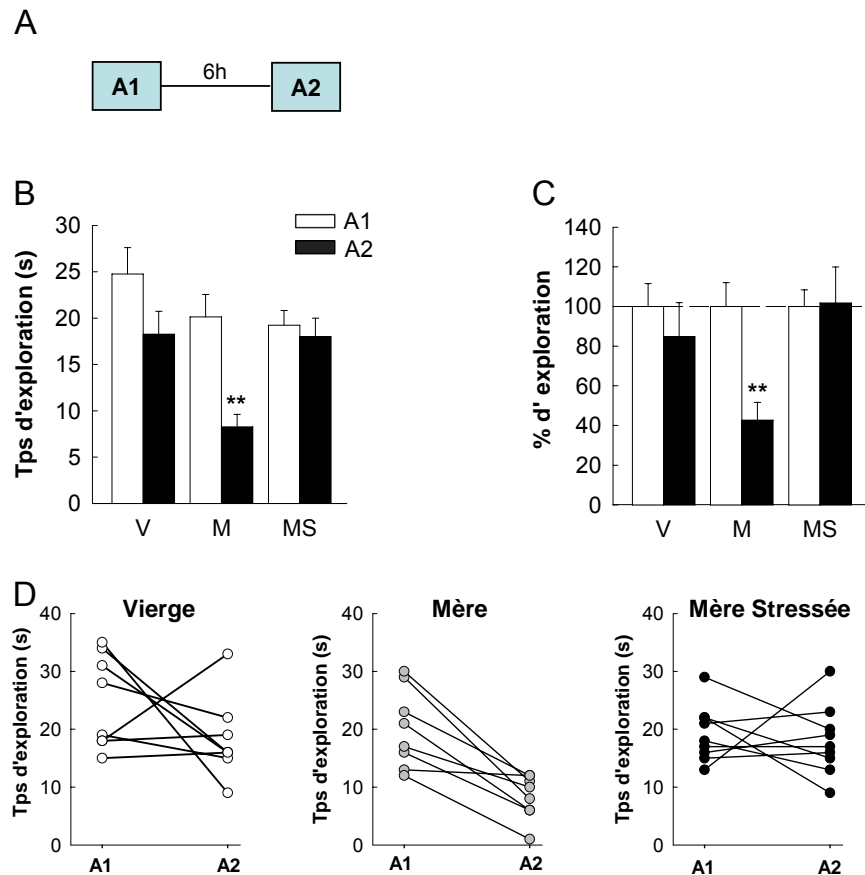 A
A1
6h
A2
B
Tps d'exploration (s)
30
25
20
15
10
5
0
A1
A2
**
V
M
MS
C
% d' exploration
140
120
100
80
60
40
20
0
**
V
M
MS
D
Vierge
Tps d'exploration (s)
40
30
20
10
0
A1
A2
Mère
Tps d'exploration (s)
40
30
20
10
0
A1
A2
Mère Stressée
Tps d'exploration (s)
40
30
20
10
0
A1
A2